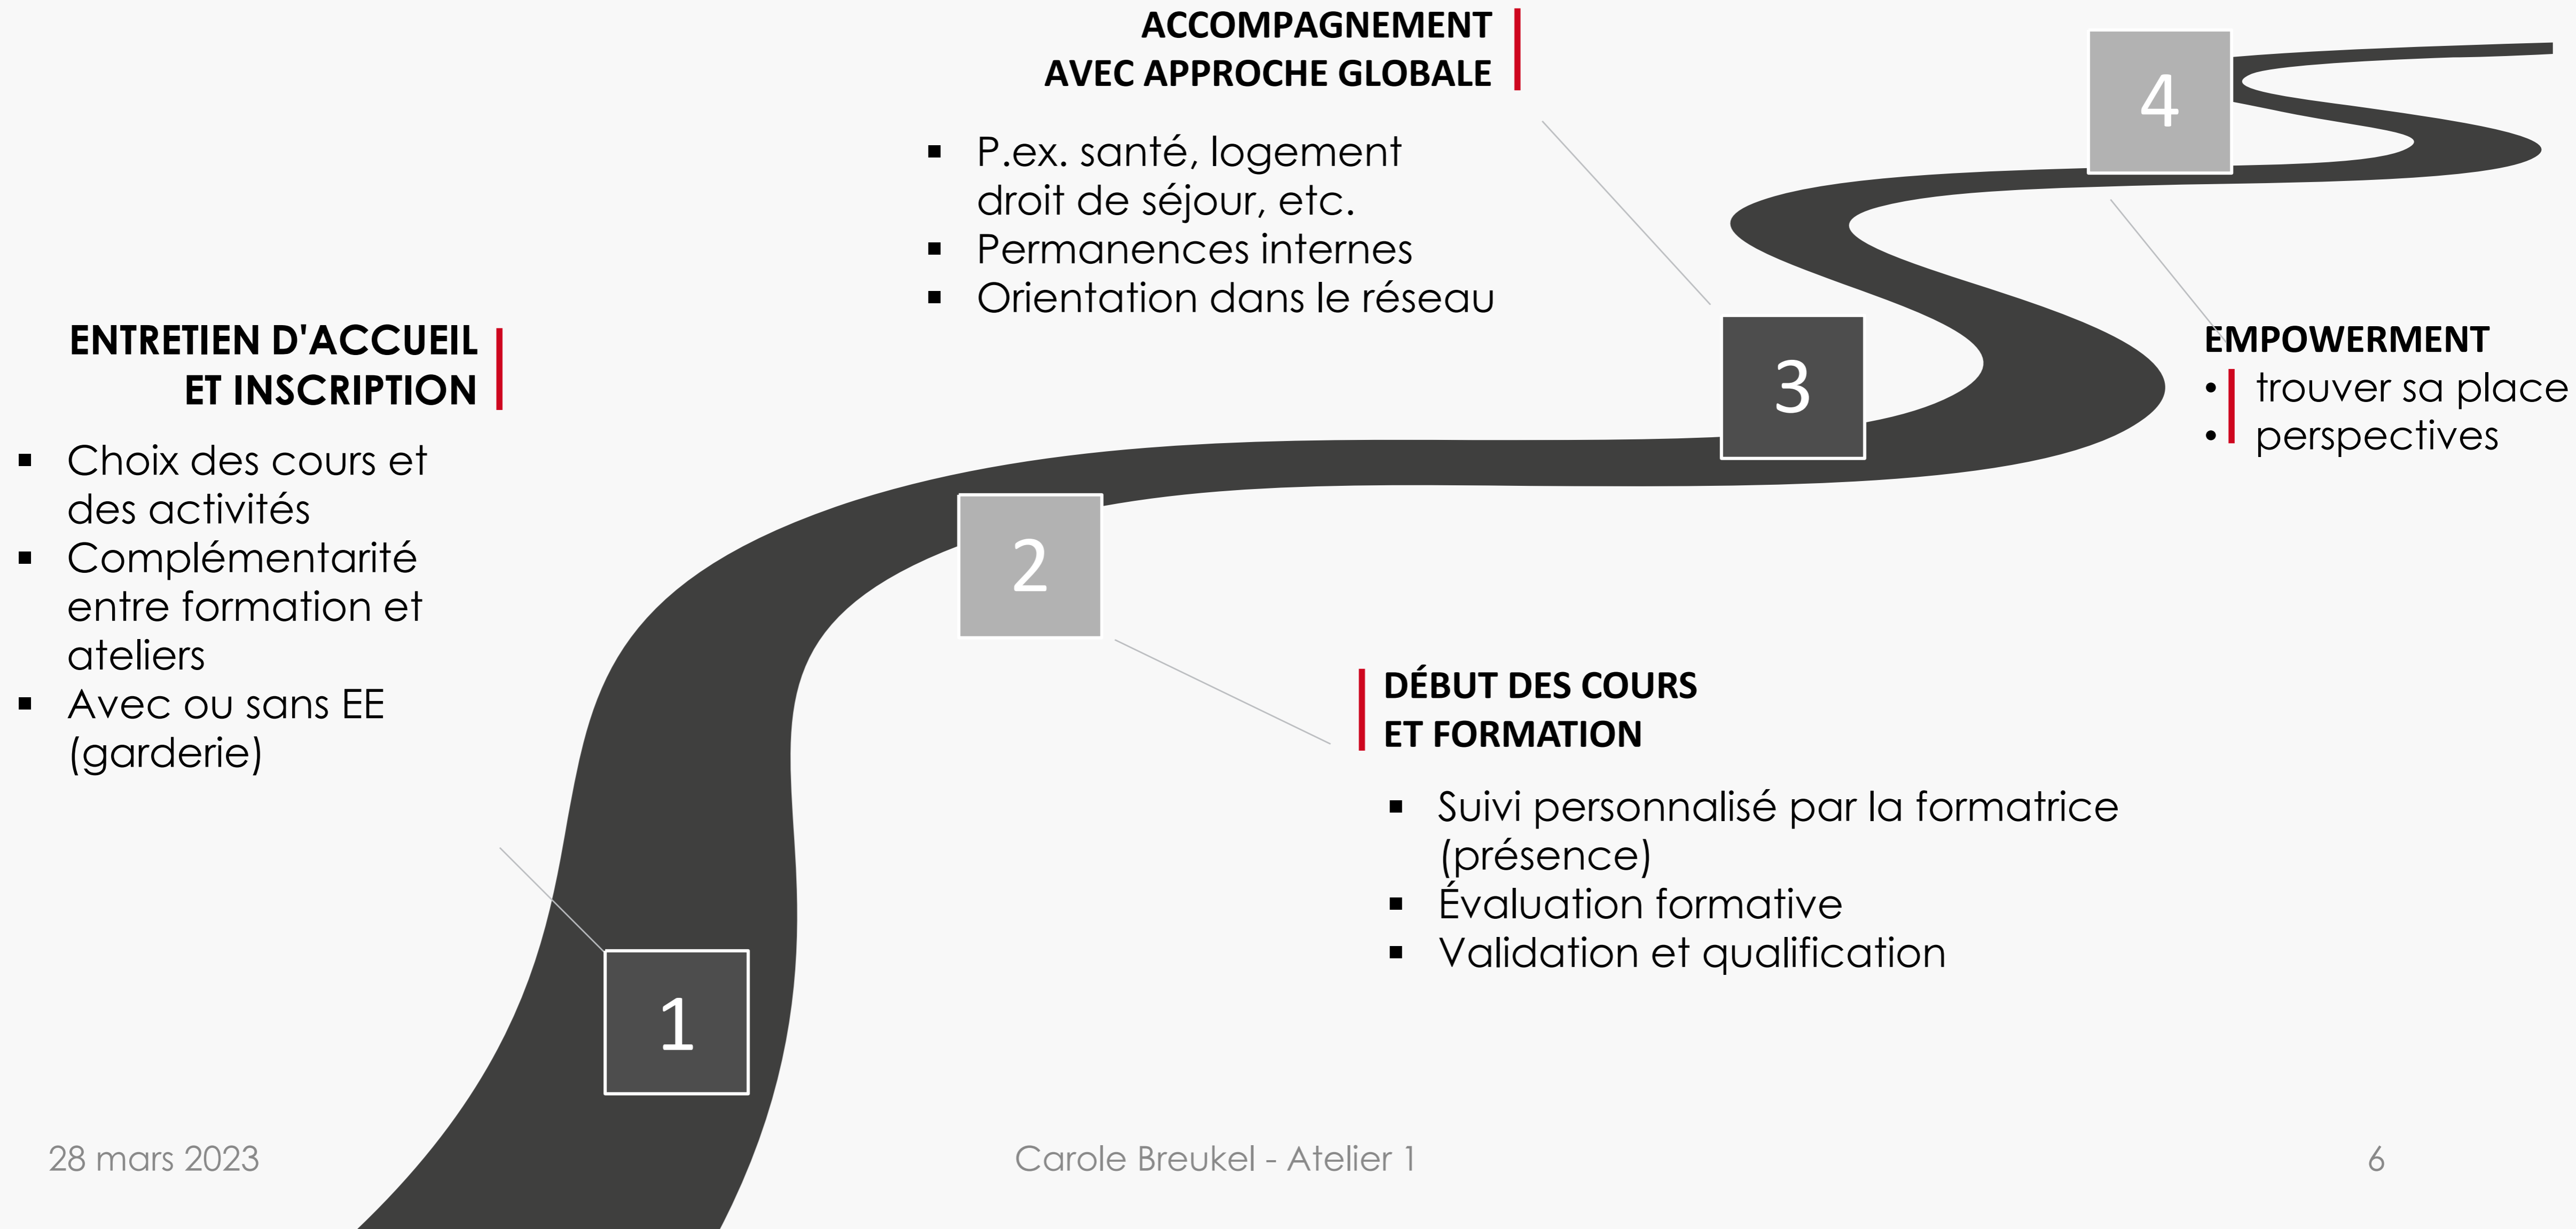 ENTRETIEN D'ACCUEIL
ET INSCRIPTION
▪ Choix des cours et
des activités
▪ Complémentarité
entre formation et
ateliers
▪ Avec ou sans EE
(garderie)
1
2
DÉBUT DES COURS
ET FORMATION
▪ Suivi personnalisé par la formatrice
(présence)
▪ Évaluation formative
▪ Validation et qualification
ACCOMPAGNEMENT
AVEC APPROCHE GLOBALE
▪ P.ex. santé, logement
droit de séjour, etc.
▪ Permanences internes
▪ Orientation dans le réseau
3
4
EMPOWERMENT
• trouver sa place
• perspectives
28 mars 2023
Carole Breukel - Atelier 1
6